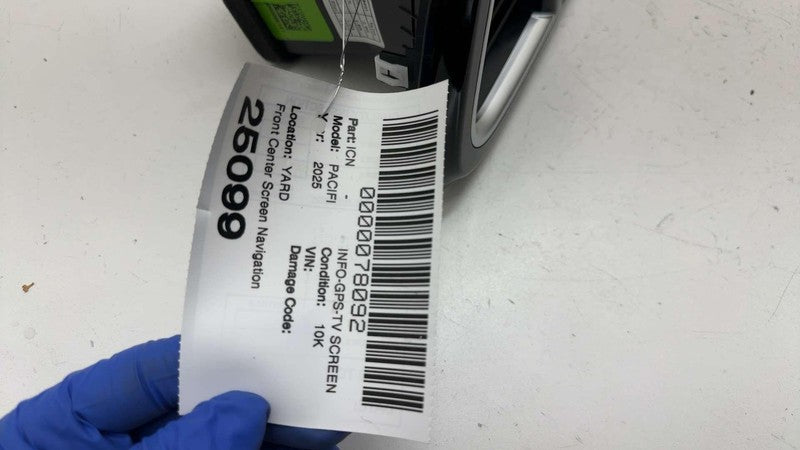 0000078092
Part: ICN - INFO-GPS-TV SCREEN
Model: PACIFI Condition: 10K
Year: 2025 VIN:
Location: YARD Damage Code:
Front Center Screen Navigation
25099